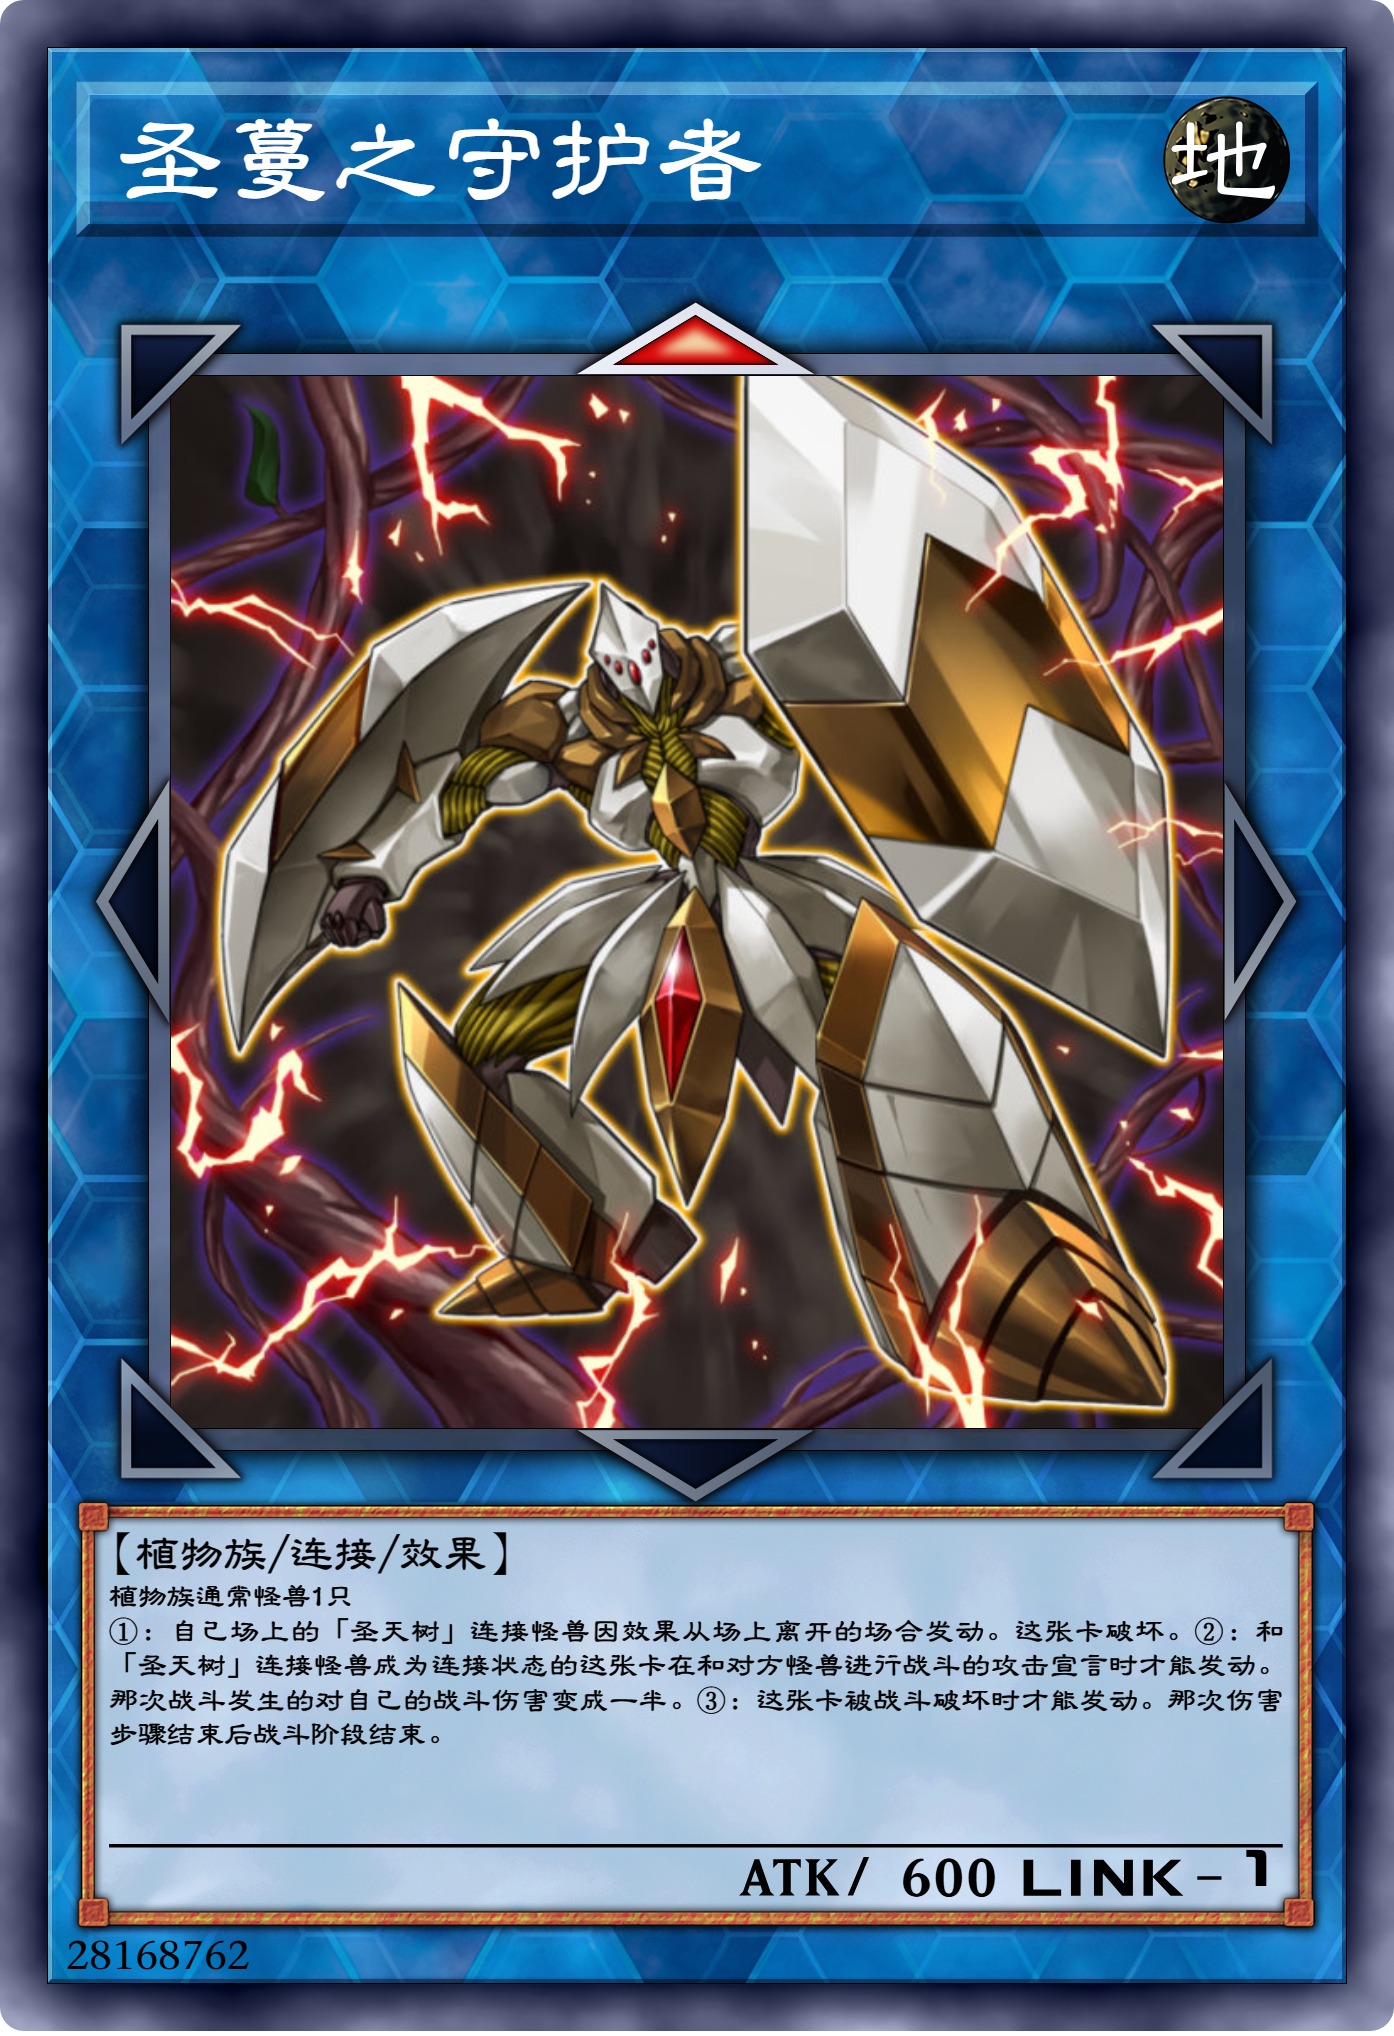 圣蔓之守护者
地
【植物族/连接/效果】
植物族通常怪兽1只
①：自己场上的「圣天树」连接怪兽因效果从场上离开的场合发动。这张卡破坏。②：和
「圣天树」连接怪兽成为连接状态的这张卡在和对方怪兽进行战斗的攻击宣言时才能发动。
那次战斗发生的对自己的战斗伤害变成一半。③：这张卡被战斗破坏时才能发动。那次伤害
步骤结束后战斗阶段结束。
ATK/ 600 LINK-1
28168762